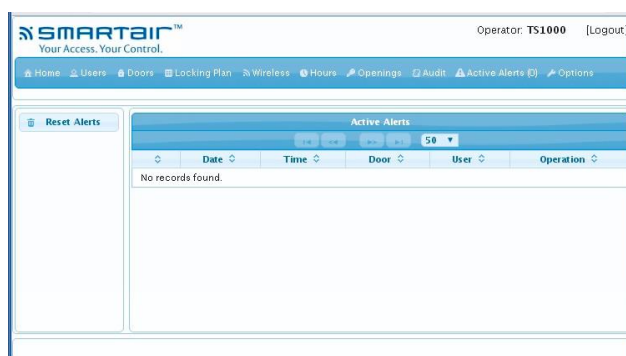 SMARTair™
Your Access. Your Control.
Operator: TS1000 [Logout]
Home Users Doors Locking Plan Wireless Hours Openings Audit Active Alerts (0) Options
Reset Alerts
Active Alerts
50
Date Time Door User Operation
No records found.